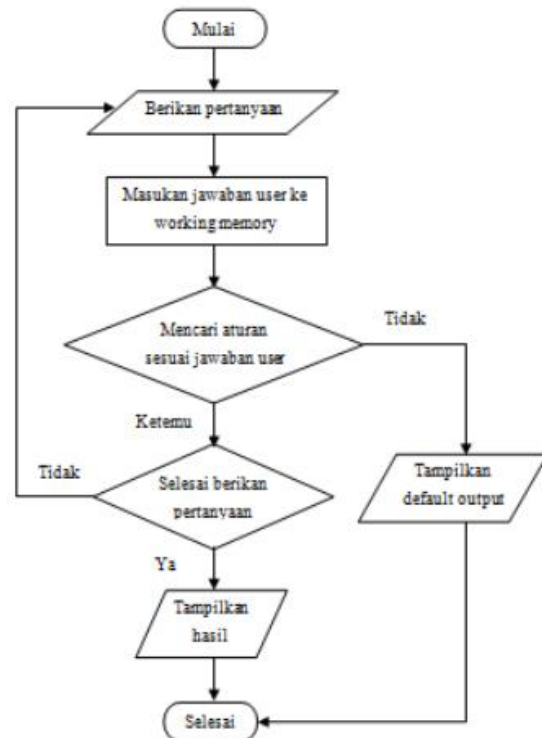 Mulai
Berikan pertanyaan
Masukan jawaban user ke
working memory
Mencari aturan
sesuai jawaban user
Tidak
Ketemu
Tidak
Selesai berikan
pertanyaan
Tampilkan
default output
Ya
Tampilkan
hasil
Selesai